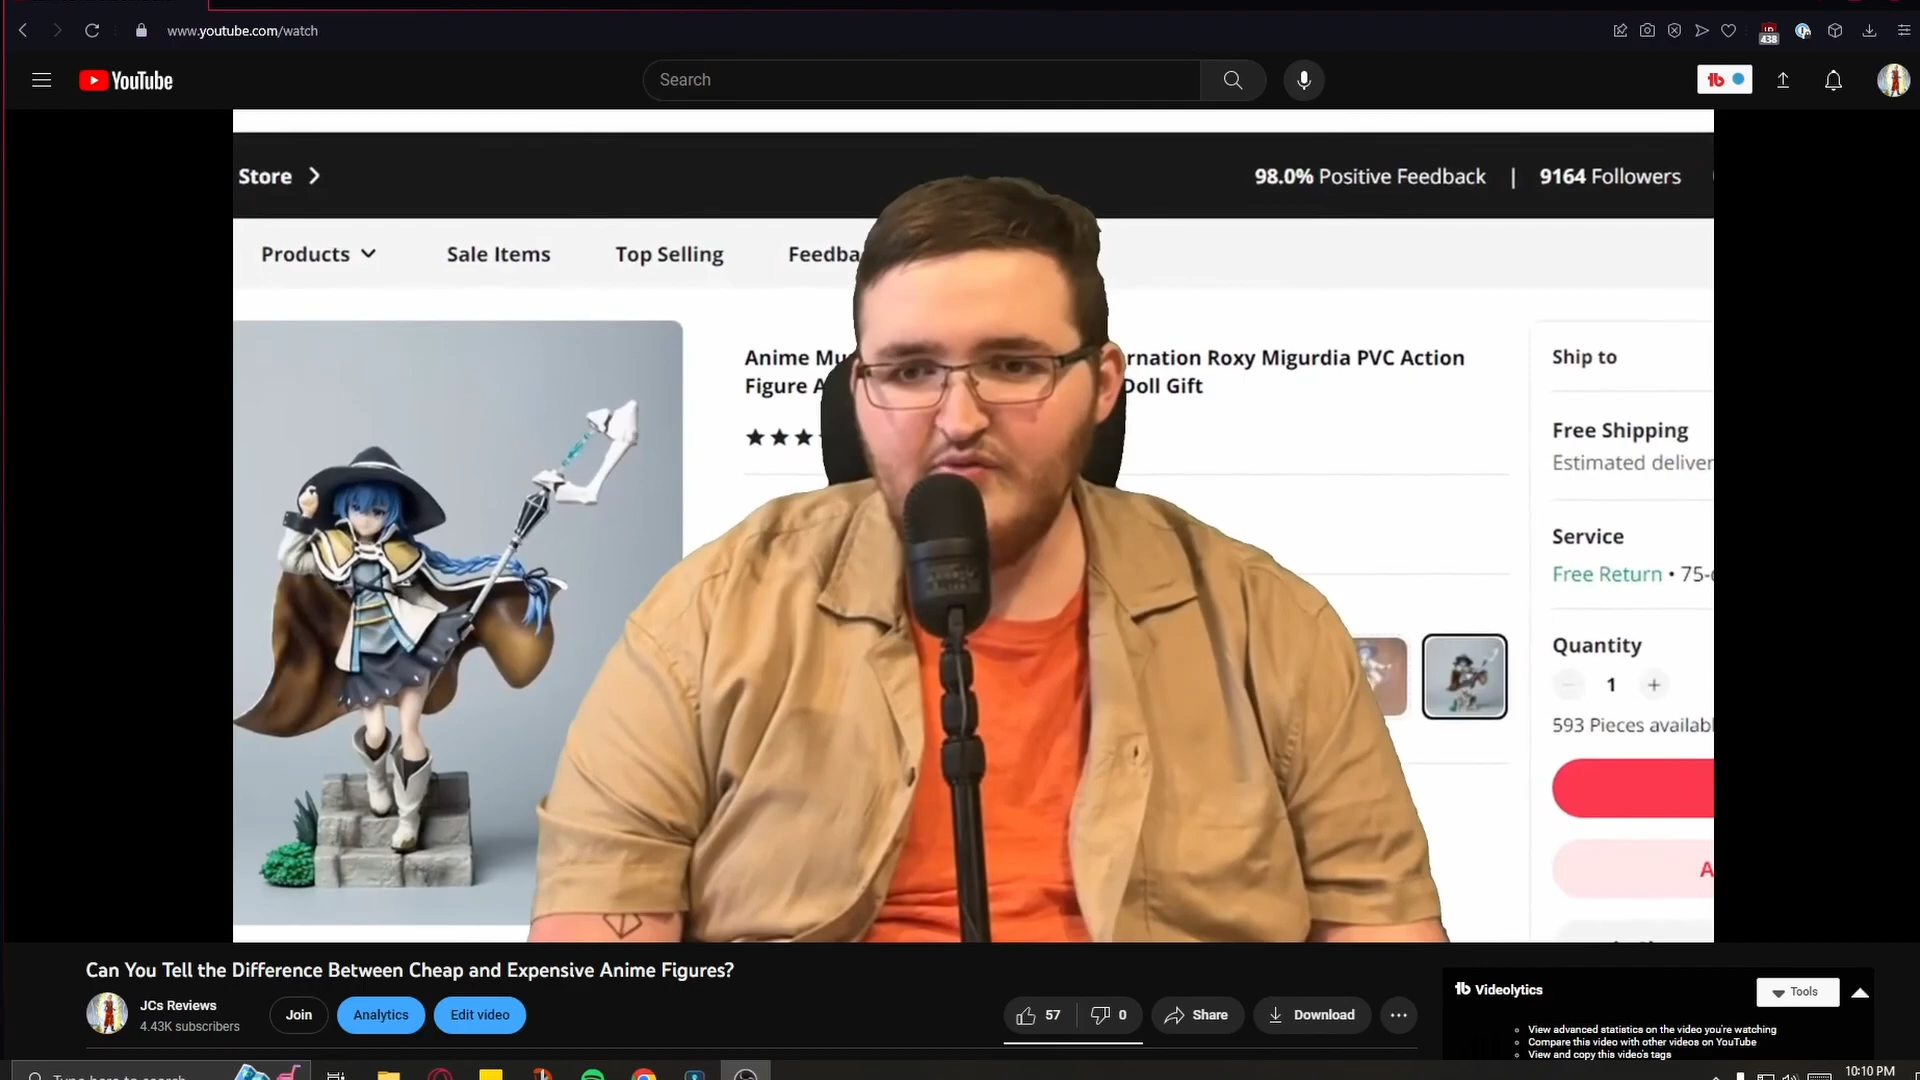 www.youtube.com/watch
438
YouTube
Search
Store
98.0% Positive Feedback | 9164 Followers
Products
Sale Items
Top Selling
Feedba
Anime Mu
rnation Roxy Migurdia PVC Action
Figure A
Doll Gift
Ship to
Free Shipping
Estimated deliver
Service
Free Return • 75-
Quantity
1
593 Pieces availab
A
Can You Tell the Difference Between Cheap and Expensive Anime Figures?
JCs Reviews
4.43K subscribers
Join
Analytics
Edit video
57
0
Share
Download
Videolytics
Tools
View advanced statistics on the video you're watching
Compare this video with other videos on YouTube
View and copy this video's tags
Type here to search
10:10 PM